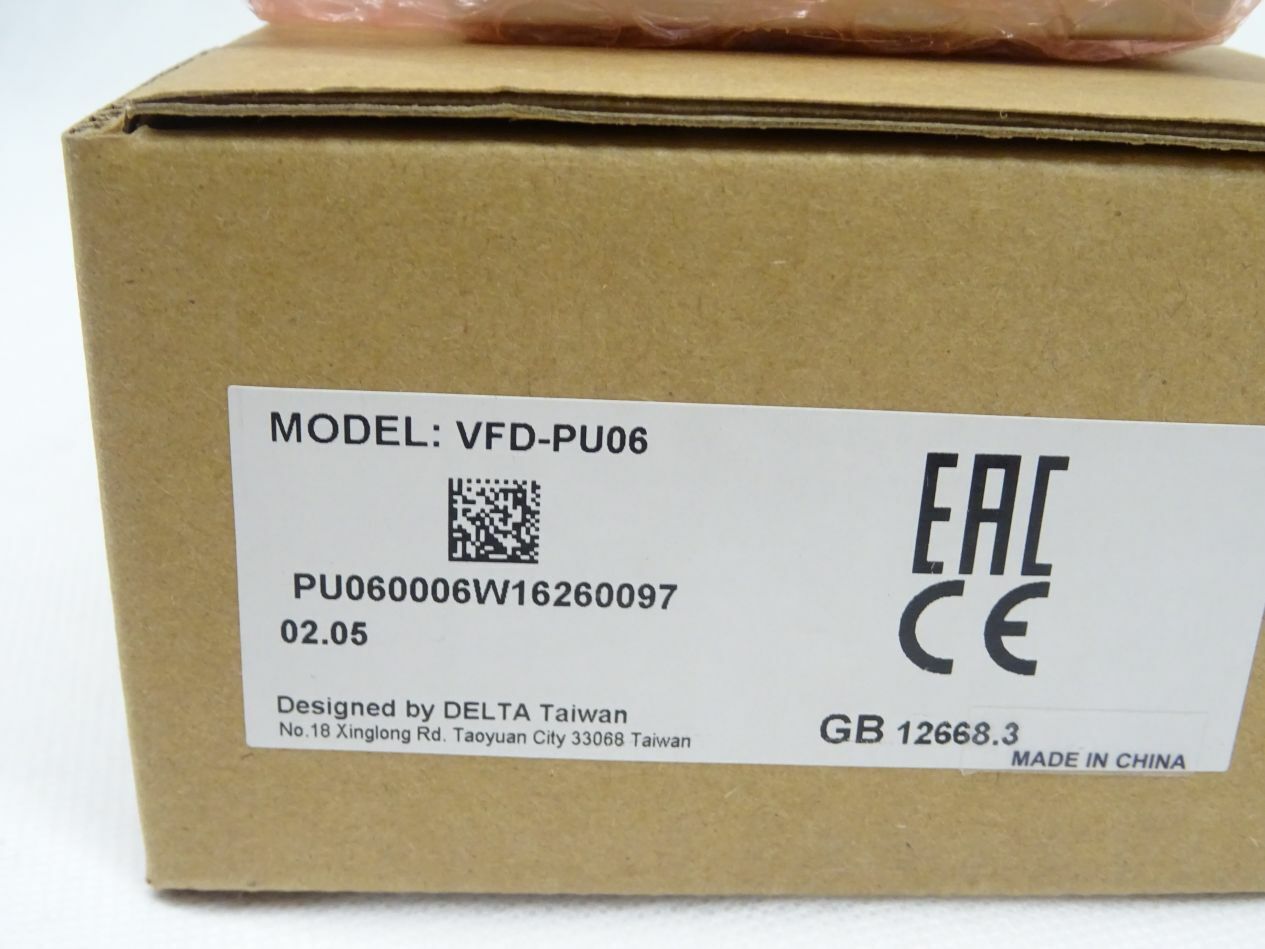 MODEL: VFD-PU06
PU060006W16260097
02.05
Designed by DELTA Taiwan
No.18 Xinglong Rd. Taoyuan City 33068 Taiwan
EAC
CE
GB 12668.3
MADE IN CHINA